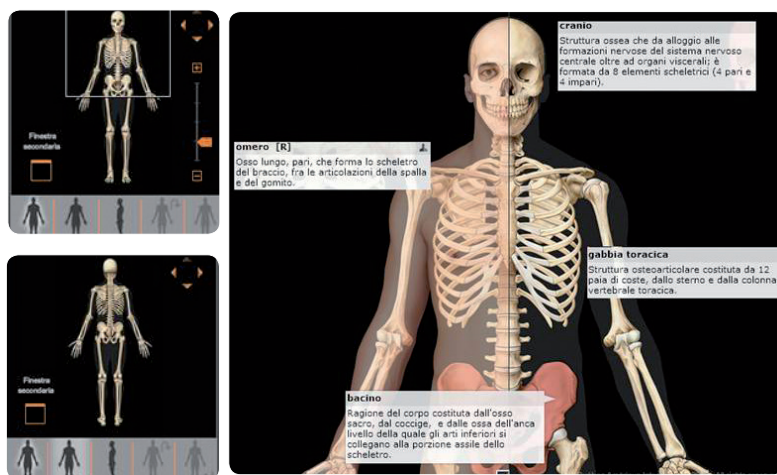 Finestra
secondaria
Finestra
secondaria
cranio
Struttura ossea che da alloggio alle
formazioni nervose del sistema nervoso
centrale oltre ad organi viscerali; è
formata da 8 elementi scheletrici (4 pari e
4 impari).
omero [R]
Osso lungo, pari, che forma lo scheletro
del braccio, fra le articolazioni della spalla
e del gomito.
gabbia toracica
Struttura osteoarticolare costituta da 12
paia di coste, dallo sterno e dalla colonna
vertebrale toracica.
bacino
Ragione del corpo costituta dall'osso
sacro, dal coccige, e dalle ossa dell'anca
livello della quale gli arti inferiori si
collegano alla porzione assile dello
scheletro.